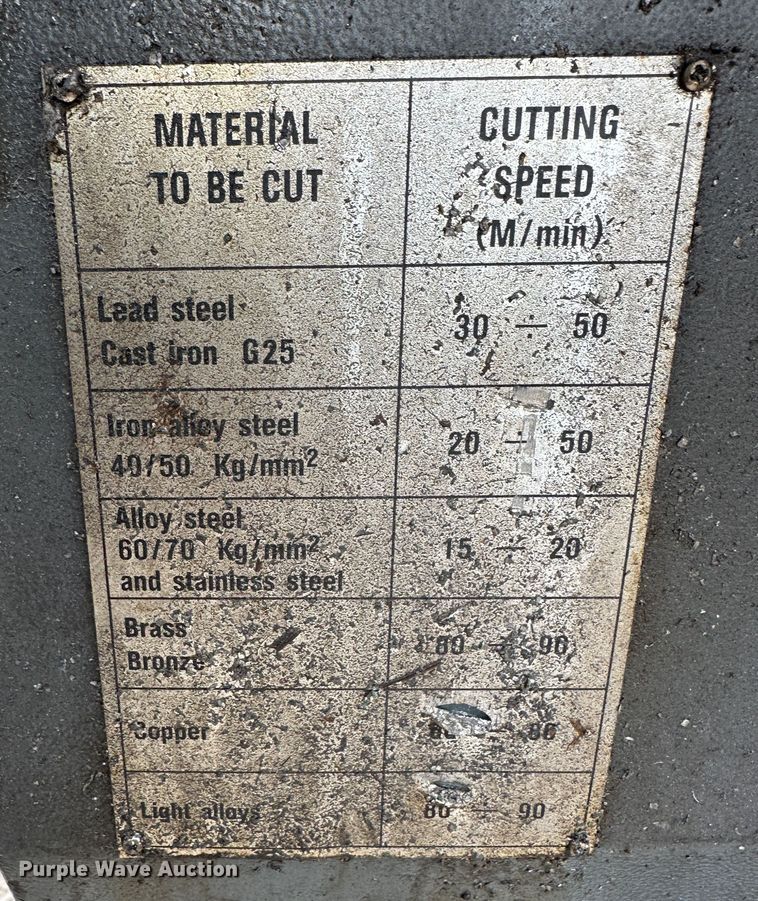 MATERIAL
TO BE CUT
CUTTING
SPEED
(M/min)
Lead steel
Cast iron G25
30 ÷ 50
Iron alloy steel
40/50 Kg/mm²
20 ÷ 50
Alloy steel
60/70 Kg/mm²
and stainless steel
15 ÷ 20
Brass
Bronze
÷ 90
Copper
Light alloys
÷ 90
Purple Wave Auction